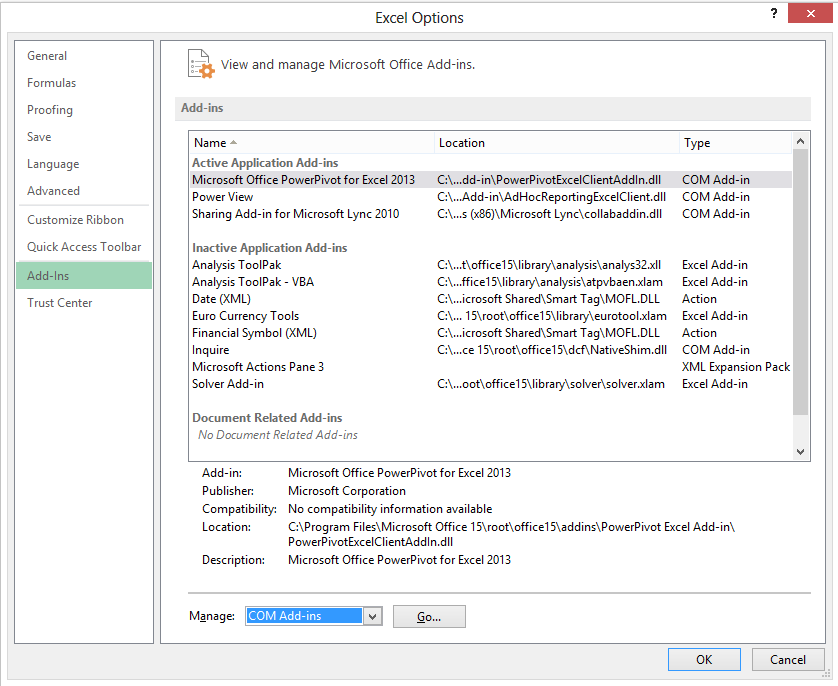 Excel Options
?
General
Formulas
Proofing
Save
Language
Advanced
Customize Ribbon
Quick Access Toolbar
Add-Ins
Trust Center
View and manage Microsoft Office Add-ins.
Add-ins
Name Location Type
Active Application Add-ins
Microsoft Office PowerPivot for Excel 2013 C:\...dd-in\PowerPivotExcelClientAddIn.dll COM Add-in
Power View C:\...Add-in\AdHocReportingExcelClient.dll COM Add-in
Sharing Add-in for Microsoft Lync 2010 C:\...s (x86)\Microsoft Lync\collabaddin.dll COM Add-in
Inactive Application Add-ins
Analysis ToolPak C:\...t\office15\library\analysis\analys32.xll Excel Add-in
Analysis ToolPak - VBA C:\...ffice15\library\analysis\atpvbaen.xlam Excel Add-in
Date (XML) C:\...icrosoft Shared\Smart Tag\MOFL.DLL Action
Euro Currency Tools C:\... 15\root\office15\library\eurotool.xlam Excel Add-in
Financial Symbol (XML) C:\...icrosoft Shared\Smart Tag\MOFL.DLL Action
Inquire C:\...ce 15\root\office15\dcf\NativeShim.dll COM Add-in
Microsoft Actions Pane 3 XML Expansion Pack
Solver Add-in C:\...oot\office15\library\solver\solver.xlam Excel Add-in
Document Related Add-ins
No Document Related Add-ins
Add-in: Microsoft Office PowerPivot for Excel 2013
Publisher: Microsoft Corporation
Compatibility: No compatibility information available
Location: C:\Program Files\Microsoft Office 15\root\office15\addins\PowerPivot Excel Add-in\
PowerPivotExcelClientAddIn.dll
Description: Microsoft Office PowerPivot for Excel 2013
Manage: COM Add-ins Go...
OK Cancel